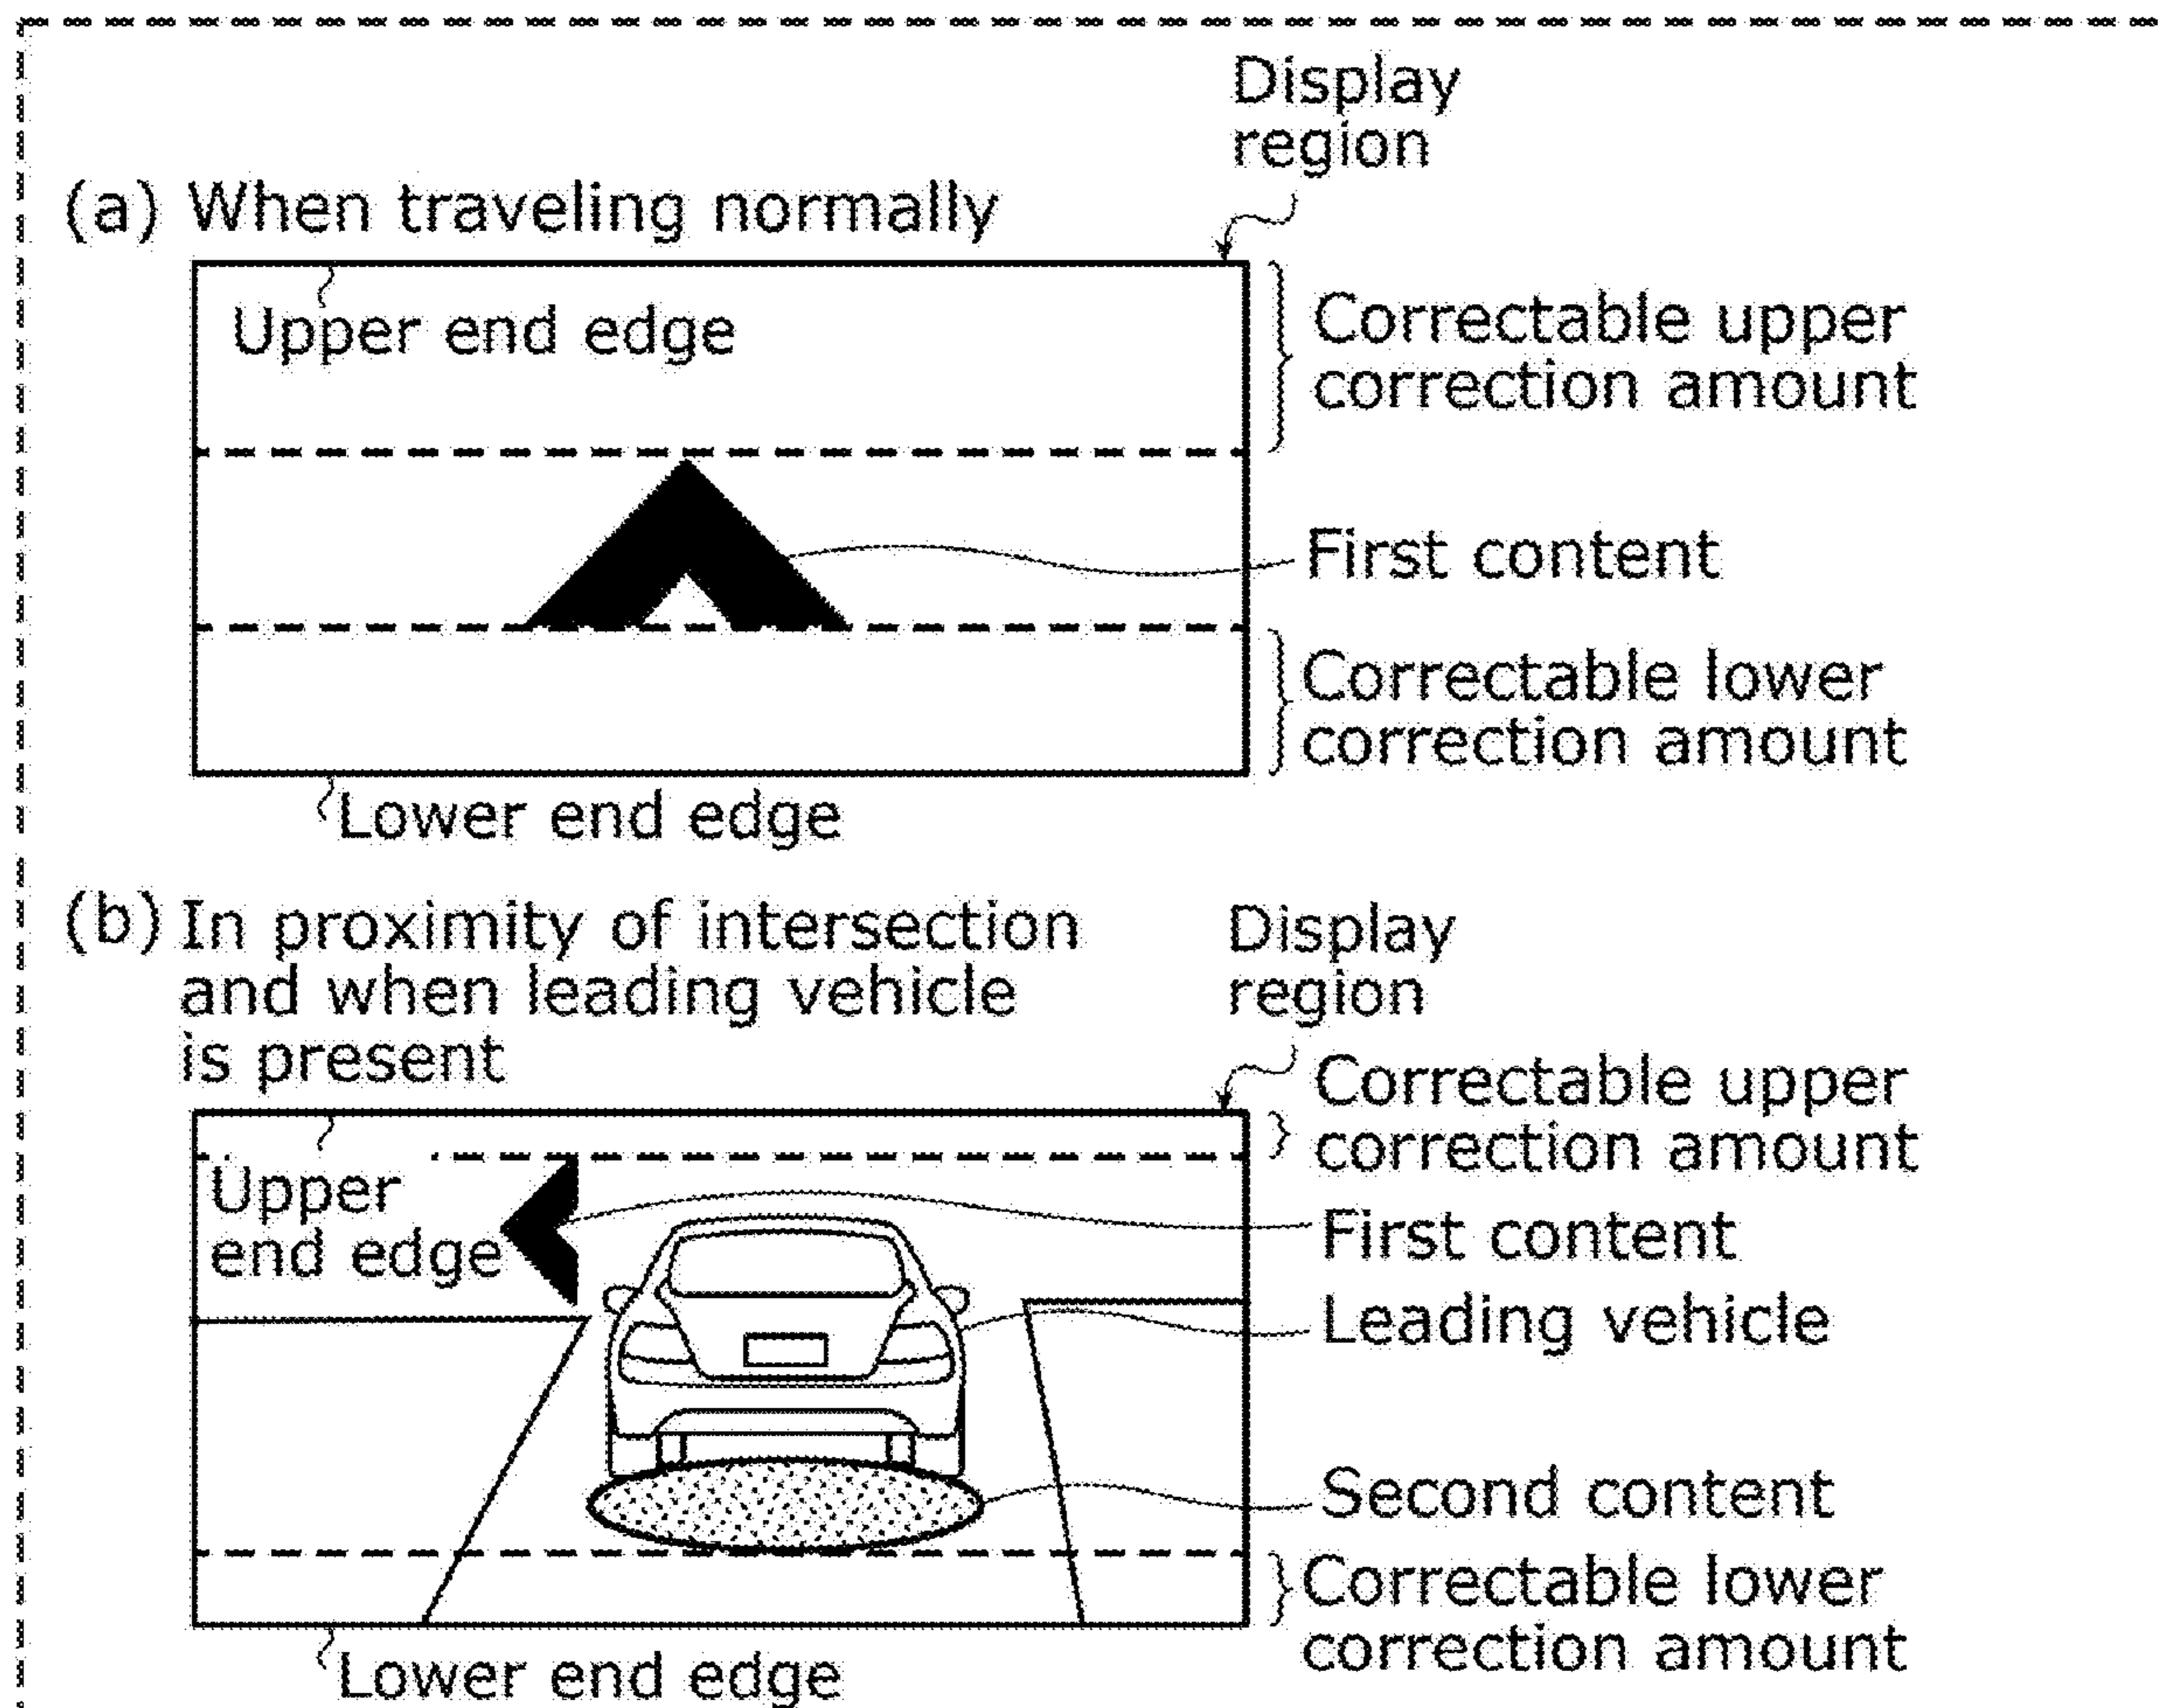 Display
region
(a) When traveling normally
Upper end edge
Correctable upper
correction amount
First content
Correctable lower
correction amount
Lower end edge
(b) In proximity of intersection
and when leading vehicle
is present
Display
region
Correctable upper
correction amount
Upper
end edge
First content
Leading vehicle
Second content
Correctable lower
correction amount
Lower end edge